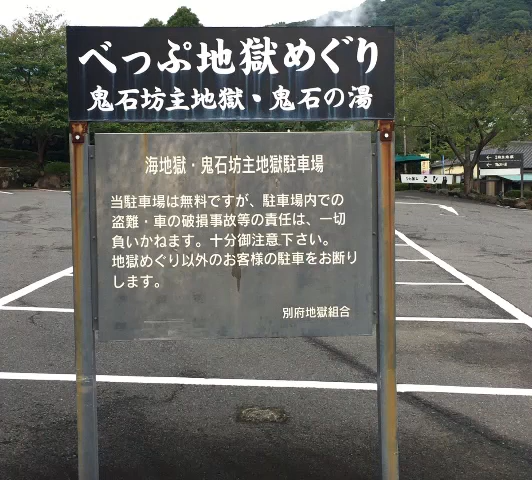 べっぷ地獄めぐり
鬼石坊主地獄・鬼石の湯
海地獄・鬼石坊主地獄駐車場
当駐車場は無料ですが、駐車場内での
盗難・車の破損事故等の責任は、一切
負いかねます。十分御注意下さい。
地獄めぐり以外のお客様の駐車をお断り
します。
別府地獄組合